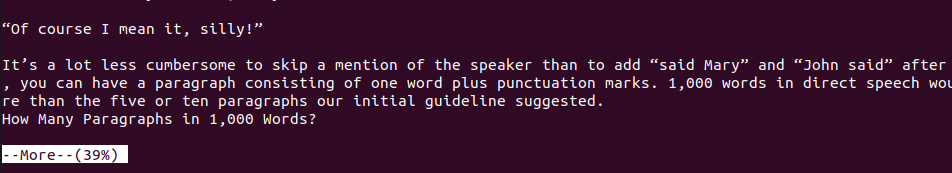 “Of course I mean it, silly!”
It’s a lot less cumbersome to skip a mention of the speaker than to add “said Mary” and “John said” after
, you can have a paragraph consisting of one word plus punctuation marks. 1,000 words in direct speech wou
re than the five or ten paragraphs our initial guideline suggested.
How Many Paragraphs in 1,000 Words?
--More--(39%)